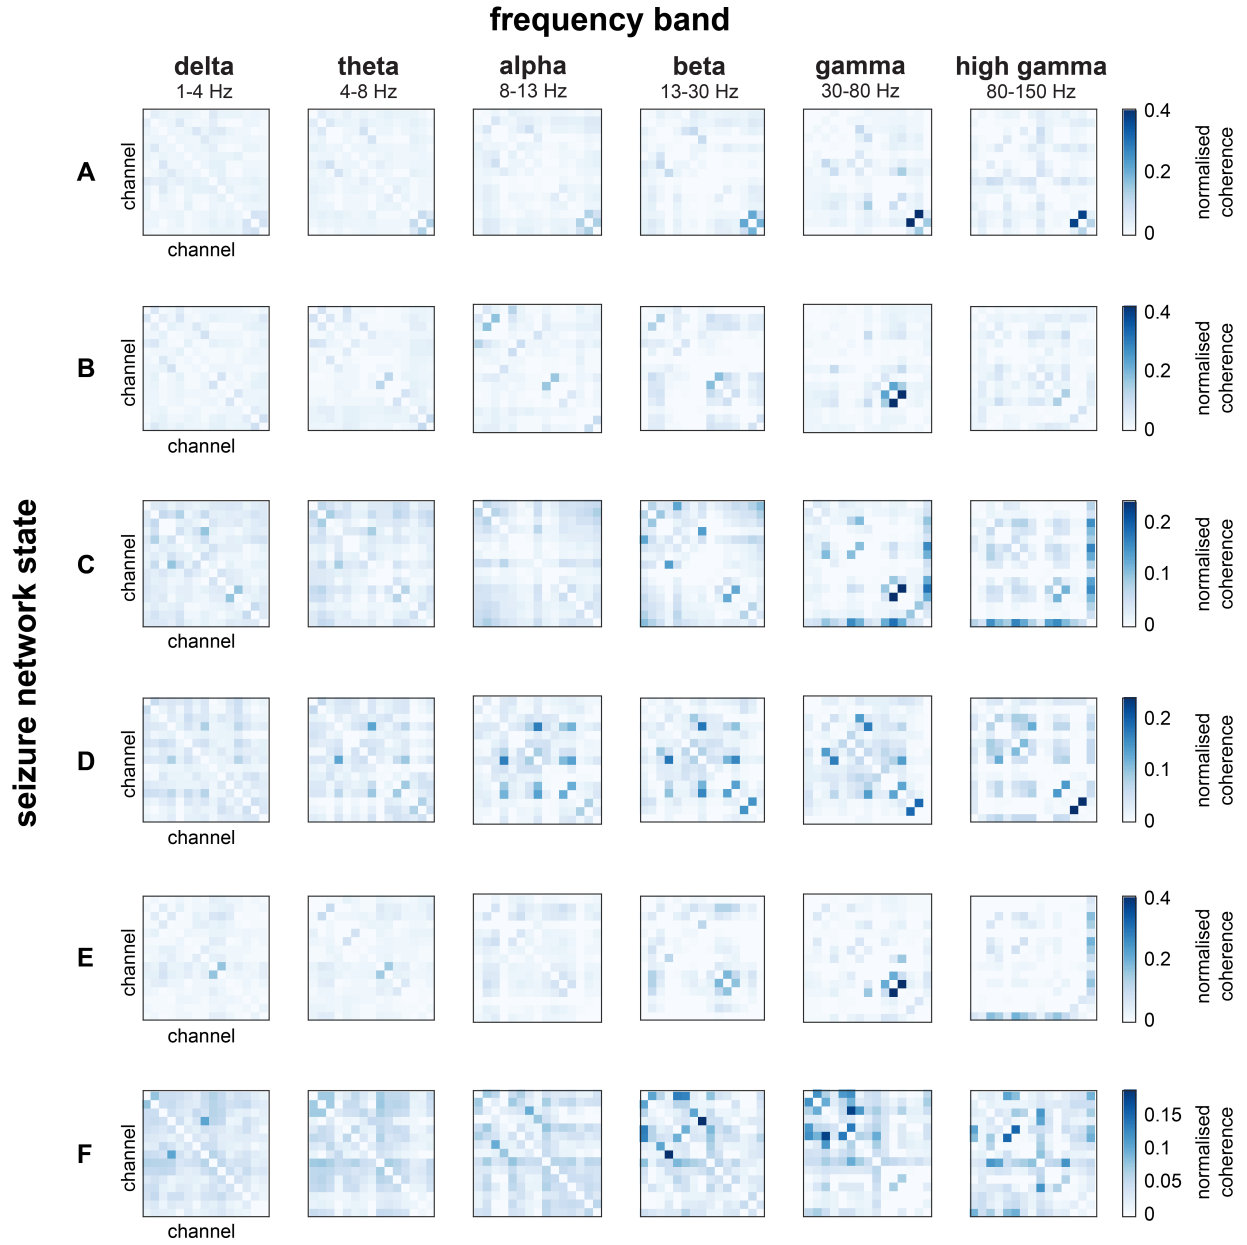 frequency band
delta theta alpha beta gamma high gamma
1-4 Hz 4-8 Hz 8-13 Hz 13-30 Hz 30-80 Hz 80-150 Hz
seizure network state
A
channel
channel
0.4
0.2
0
normalised
coherence
B
channel
channel
0.4
0.2
0
normalised
coherence
C
channel
channel
0.2
0.1
0
normalised
coherence
D
channel
channel
0.2
0.1
0
normalised
coherence
E
channel
channel
0.4
0.2
0
normalised
coherence
F
channel
channel
0.15
0.1
0.05
0
normalised
coherence